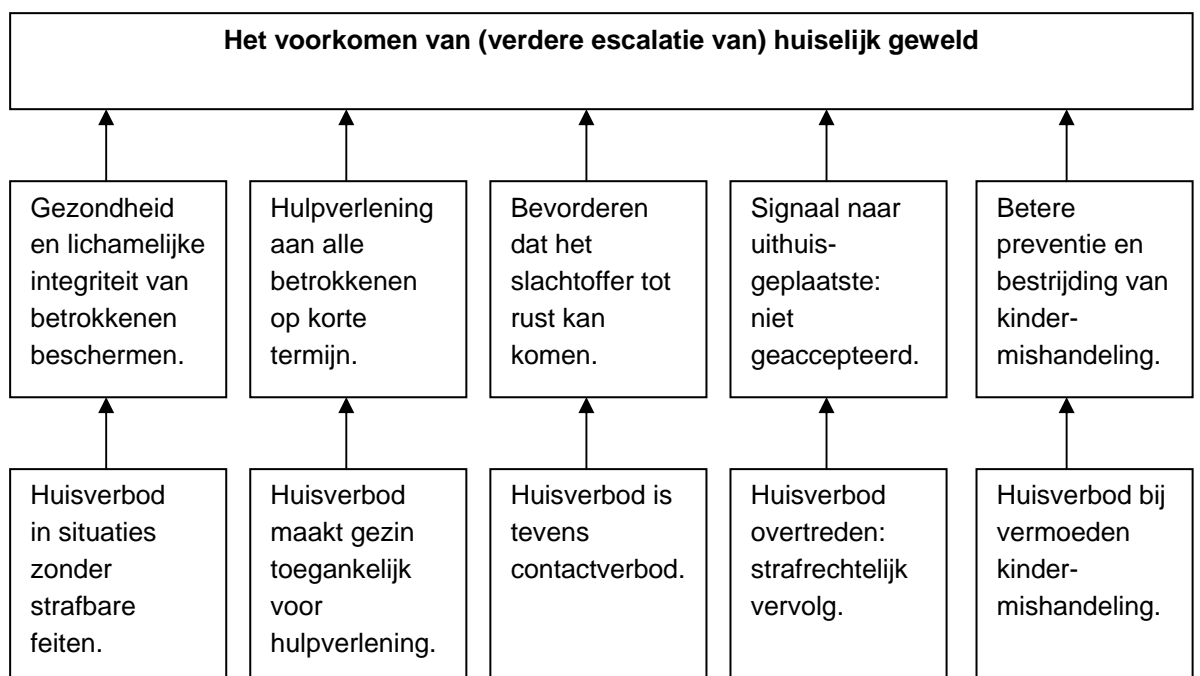 Het voorkomen van (verdere escalatie van) huiselijk geweld
Gezondheid
en lichamelijke
integriteit van
betrokkenen
beschermen.
Hulpverlening
aan alle
betrokkenen
op korte
termijn.
Bevorderen
dat het
slachtoffer tot
rust kan
komen.
Signaal naar
uithuis-
geplaatste:
niet
geaccepteerd.
Betere
preventie en
bestrijding van
kinder-
mishandeling.
Huisverbod
in situaties
zonder
strafbare
feiten.
Huisverbod
maakt gezin
toegankelijk
voor
hulpverlening.
Huisverbod is
tevens
contactverbod.
Huisverbod
overtreden:
strafrechtelijk
vervolg.
Huisverbod bij
vermoeden
kinder-
mishandeling.